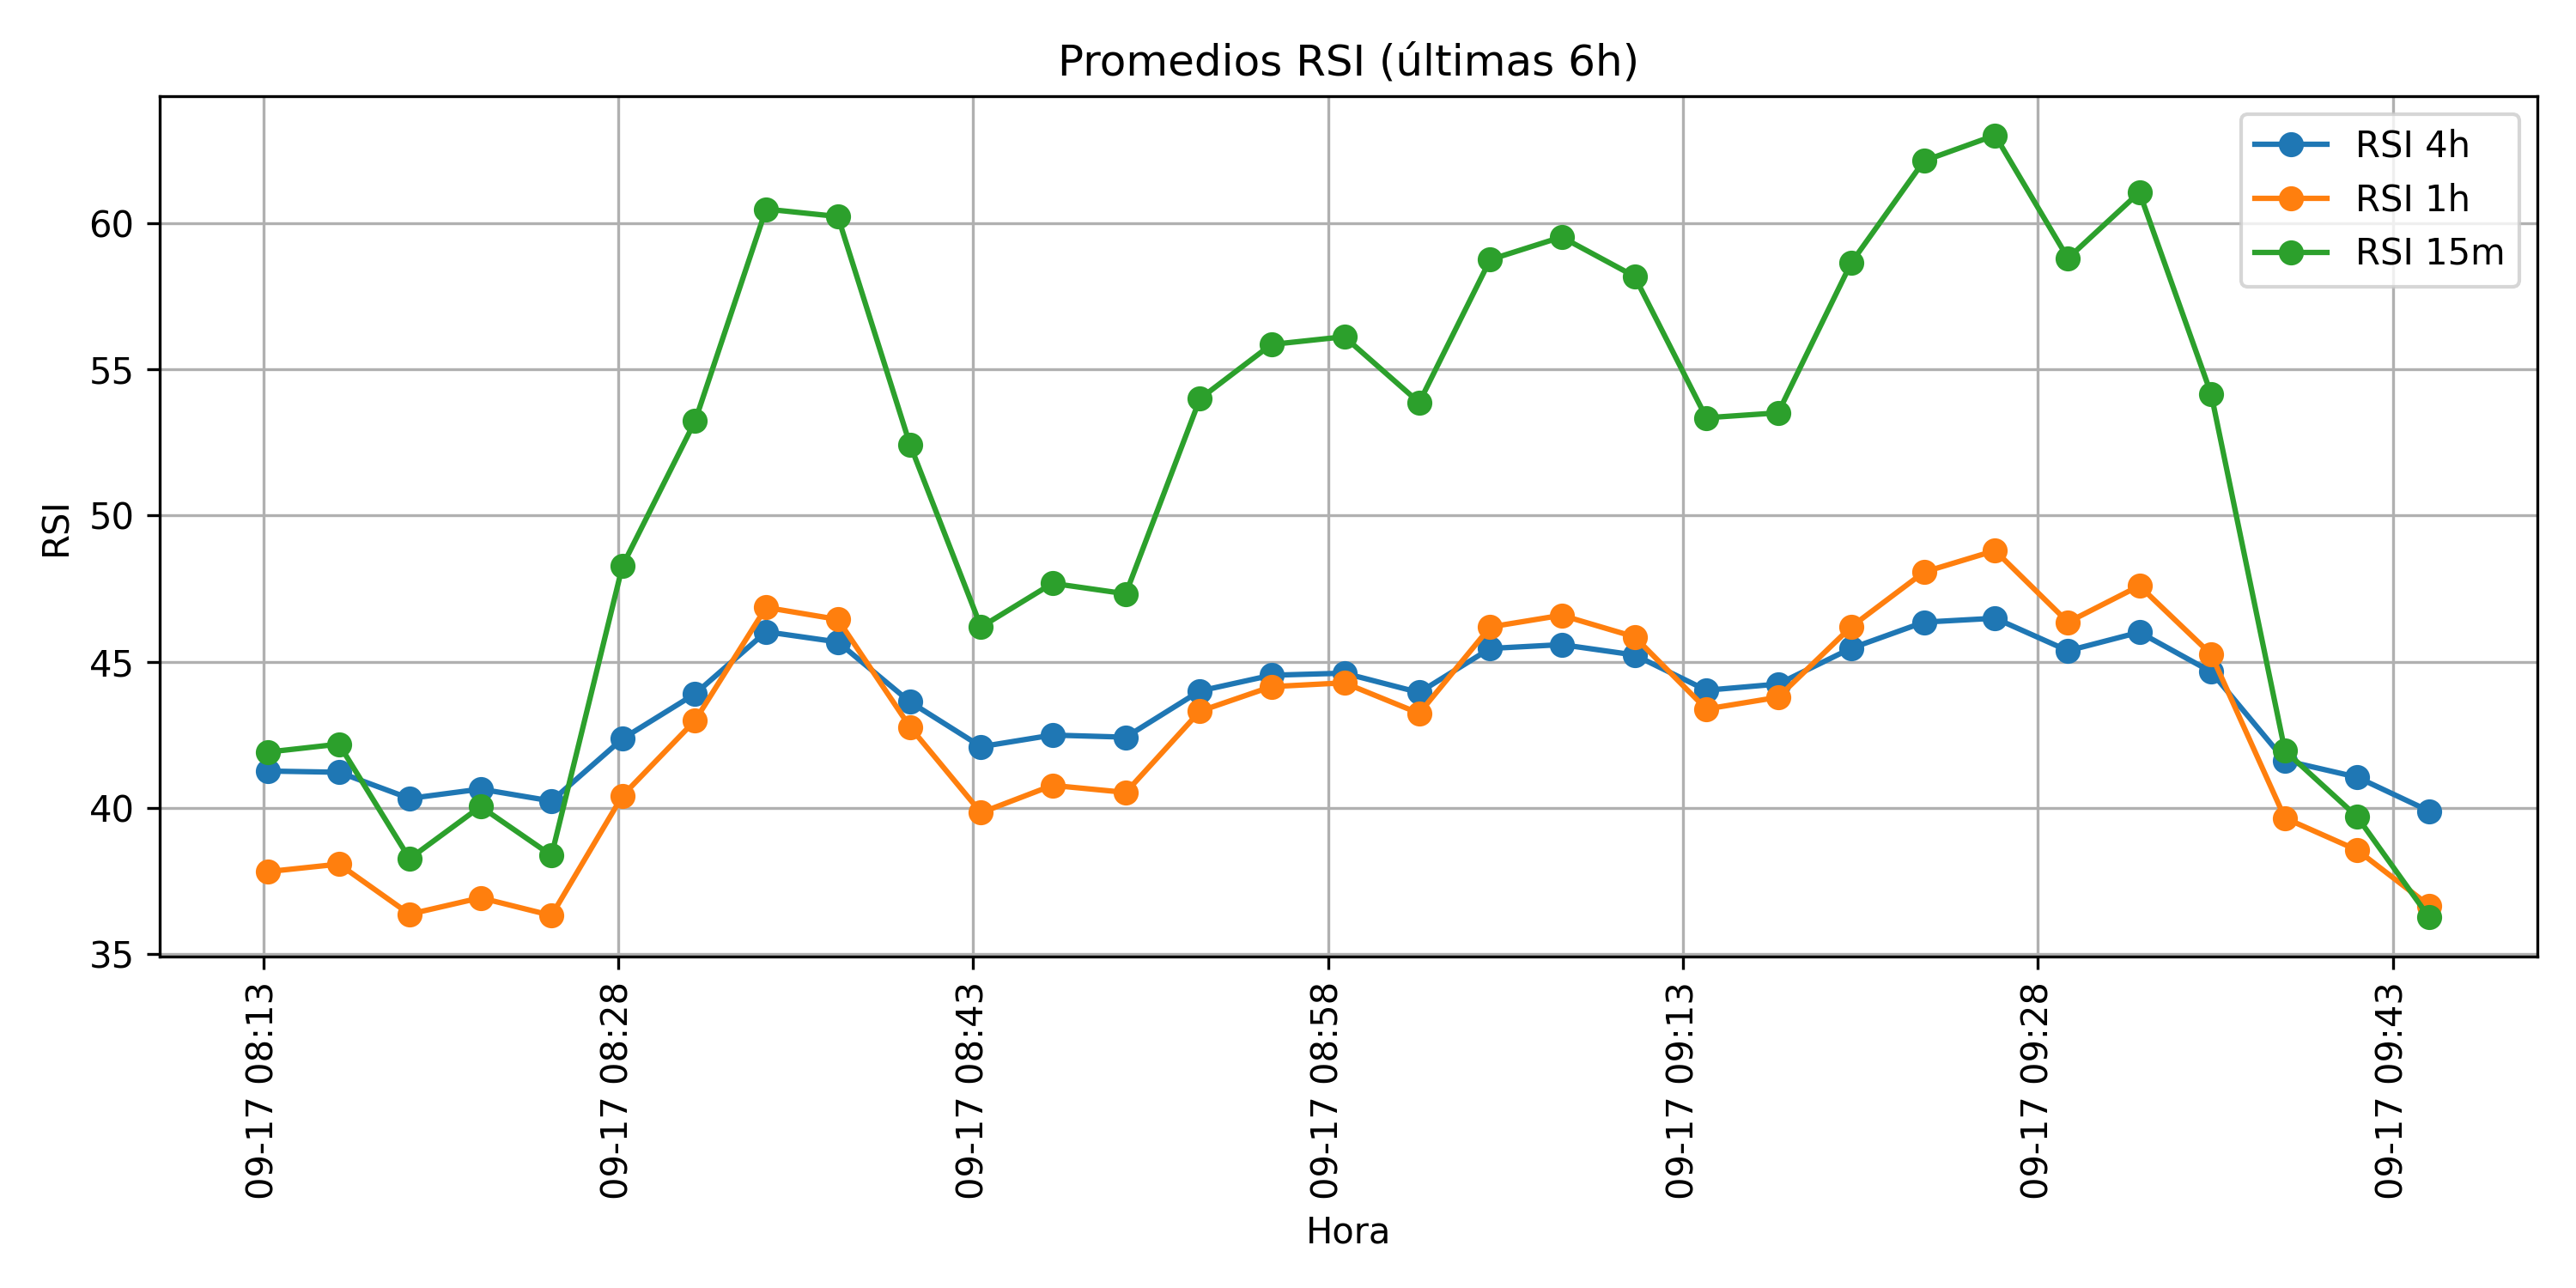 Promedios RSI (últimas 6h)
RSI 4h
RSI 1h
RSI 15m
RSI
60
55
50
45
40
35
09-17 08:13
09-17 08:28
09-17 08:43
09-17 08:58
09-17 09:13
09-17 09:28
09-17 09:43
Hora